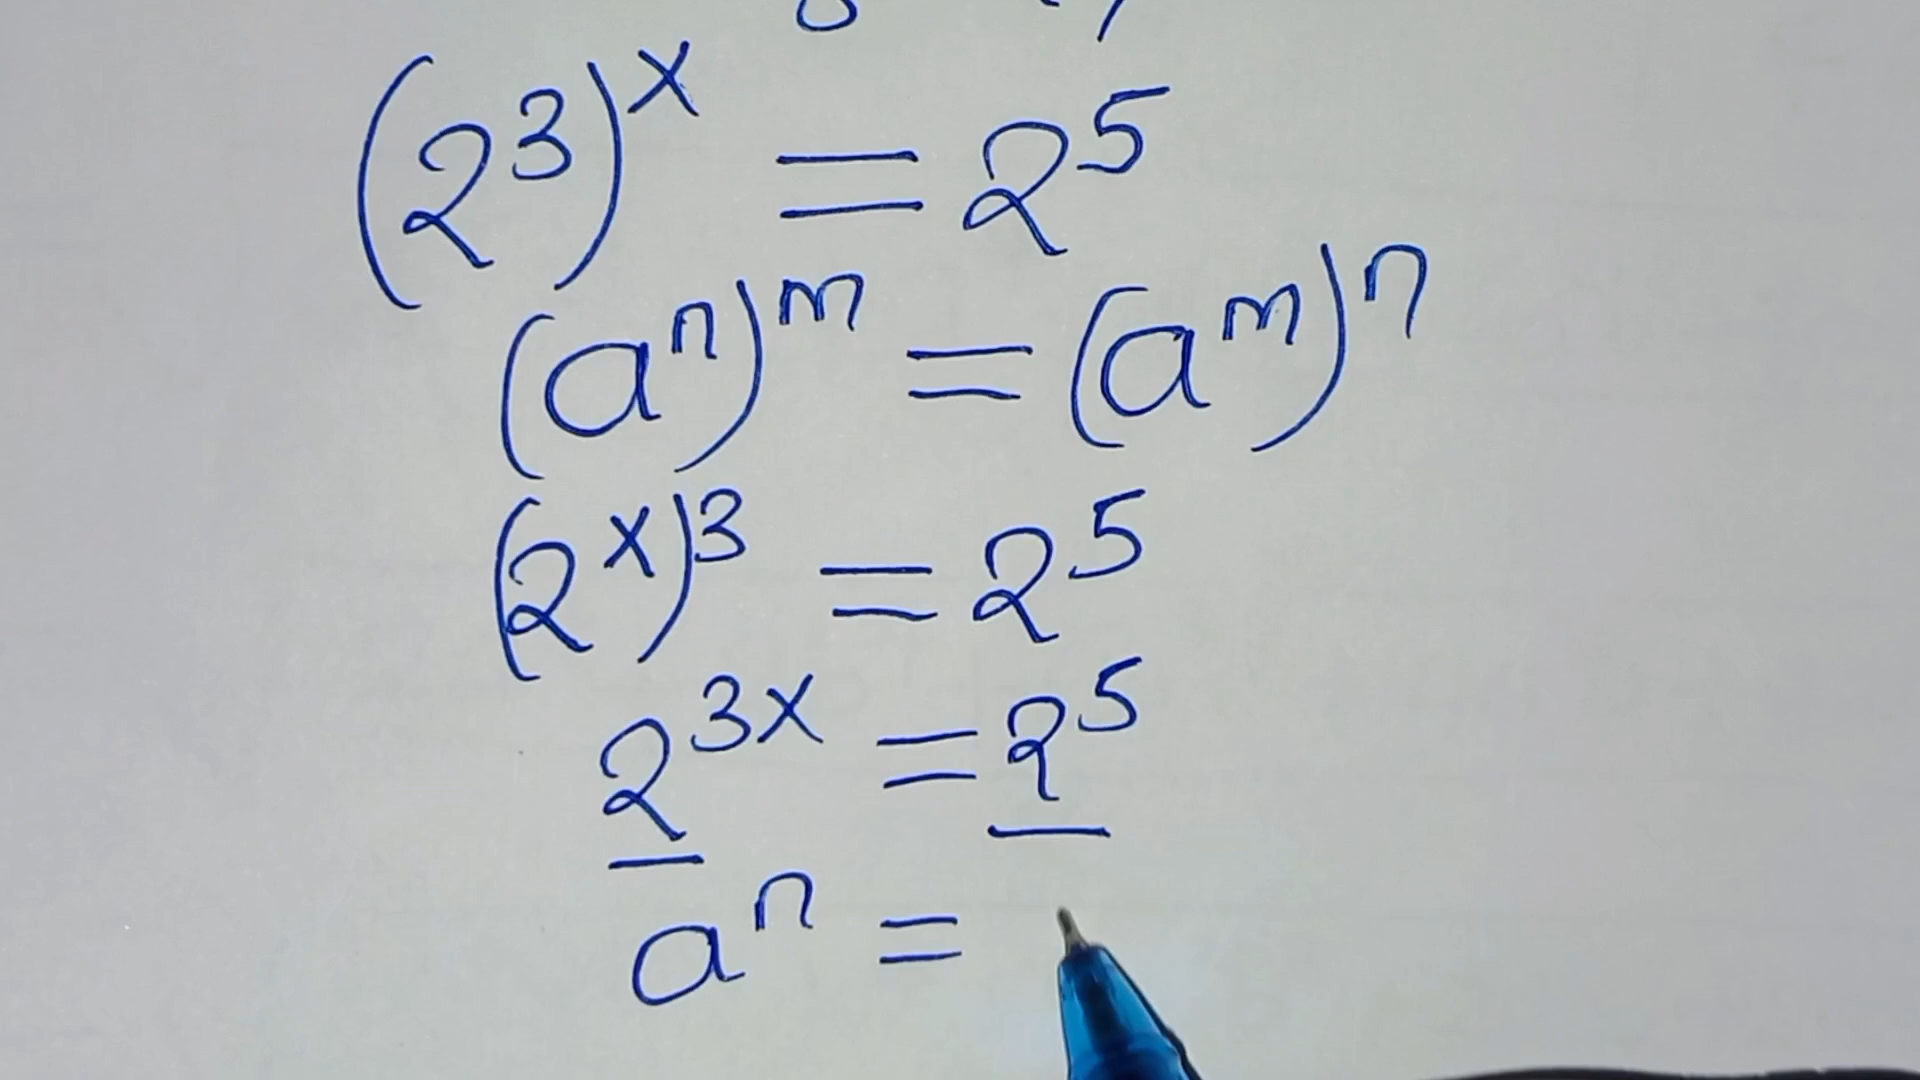 (2^3)^x = 2^5
(a^n)^m = (a^m)^n
(2^x)^3 = 2^5
2^3x = 2^5
a^n =